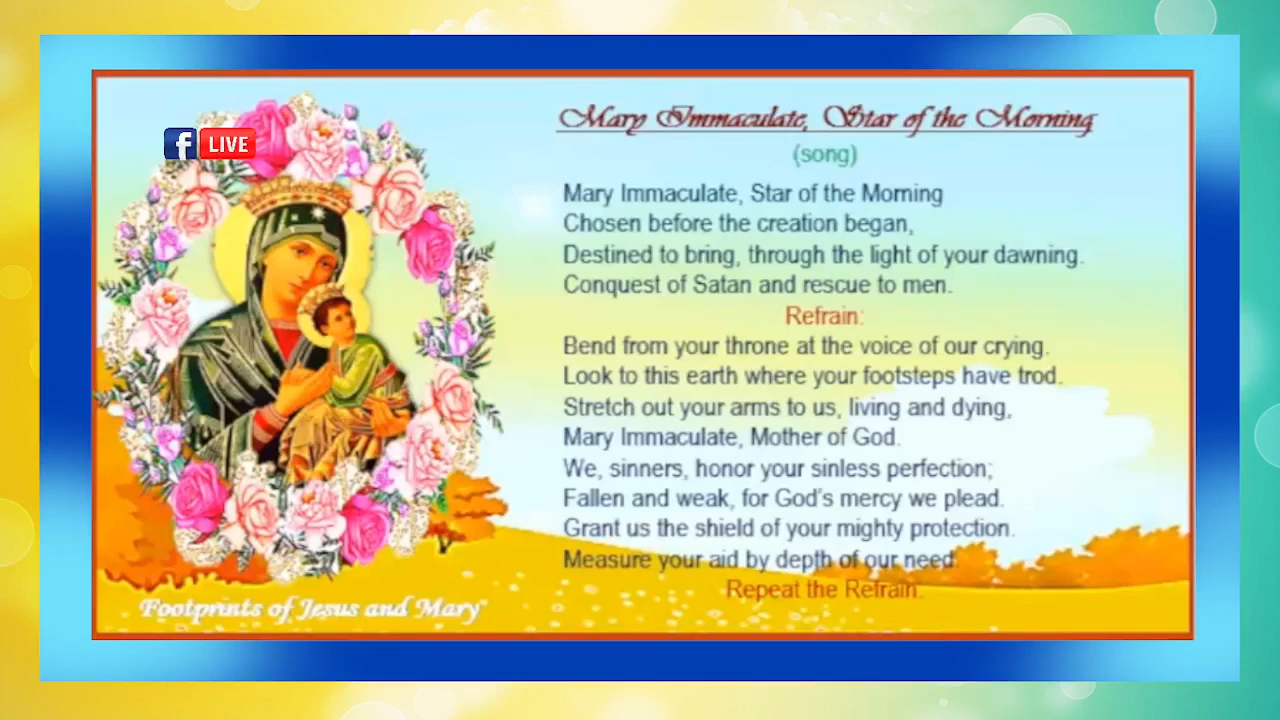 f LIVE
Mary Immaculate, Star of the Morning
(song)
Mary Immaculate, Star of the Morning
Chosen before the creation began,
Destined to bring, through the light of your dawning.
Conquest of Satan and rescue to men.
Refrain:
Bend from your throne at the voice of our crying.
Look to this earth where your footsteps have trod.
Stretch out your arms to us, living and dying,
Mary Immaculate, Mother of God.
We, sinners, honor your sinless perfection;
Fallen and weak, for God's mercy we plead.
Grant us the shield of your mighty protection.
Measure your aid by depth of our need
Repeat the Refrain.
Footprints of Jesus and Mary